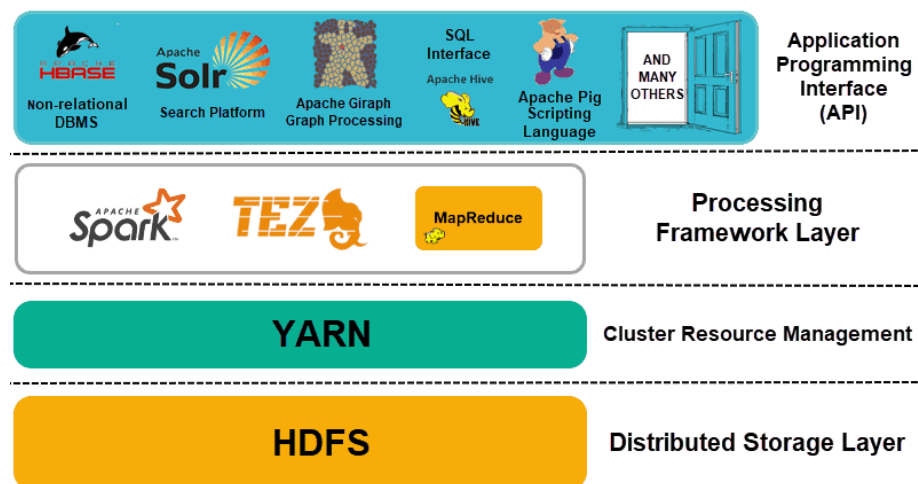 APACHE
HBASE
Non-relational
DBMS
Apache
Solr
Search Platform
Apache Giraph
Graph Processing
SQL
Interface
Apache Hive
HIVE
Apache Pig
Scripting
Language
AND
MANY
OTHERS
Application
Programming
Interface
(API)
APACHE
Spark
TM
TEZ
MapReduce
Processing
Framework Layer
YARN
Cluster Resource Management
HDFS
Distributed Storage Layer